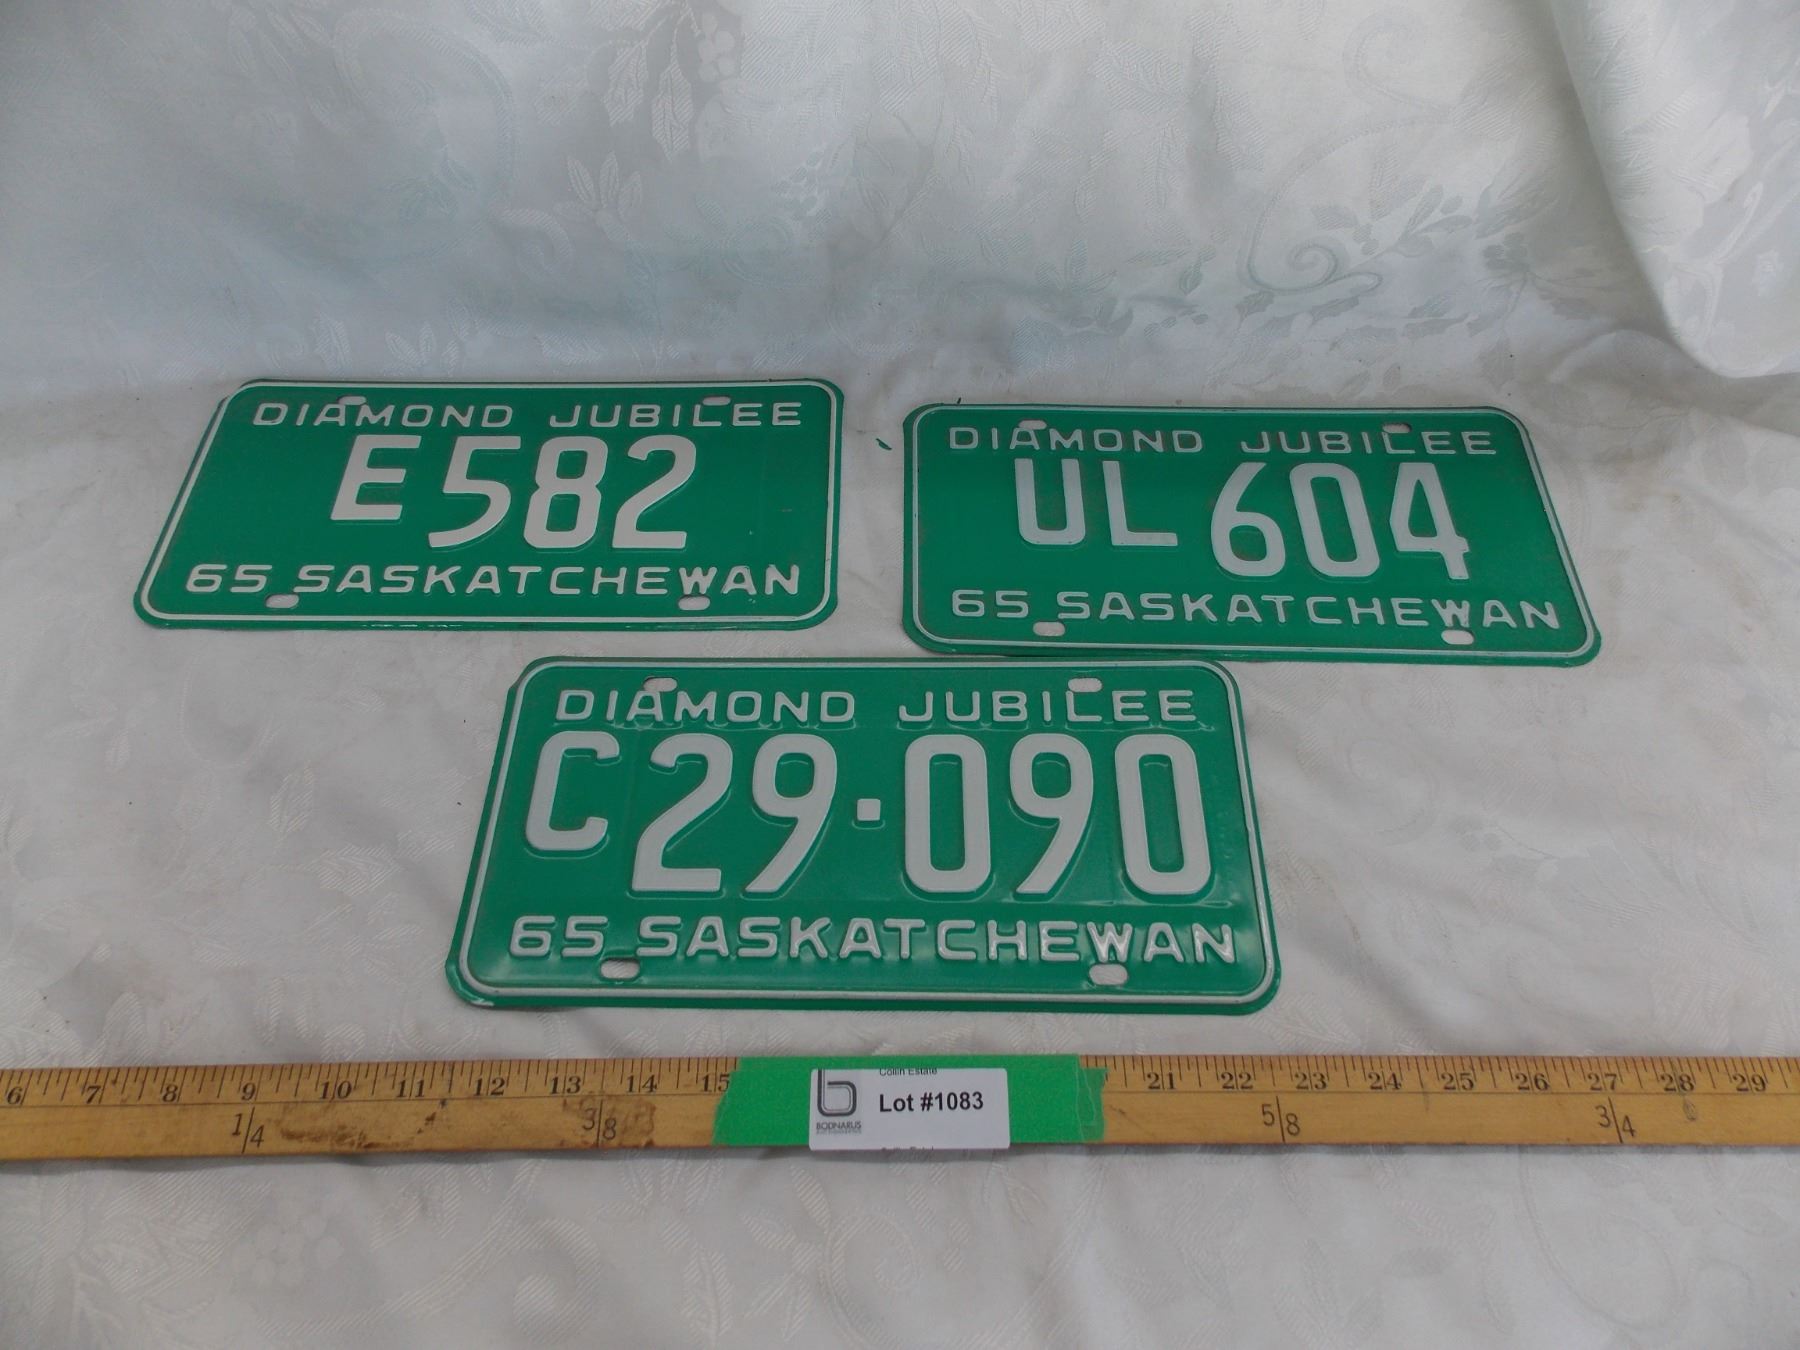 DIAMOND JUBILEE
E582
65 SASKATCHEWAN
DIAMOND JUBILEE
UL 604
65 SASKATCHEWAN
DIAMOND JUBILEE
C29·090
65 SASKATCHEWAN
6 7 8 9 10 11 12 13 14 15 21 22 23 24 25 26 27 28 29
1/4 3/8 5/8 3/4
Collin Estate
Lot #1083
BODNARUS